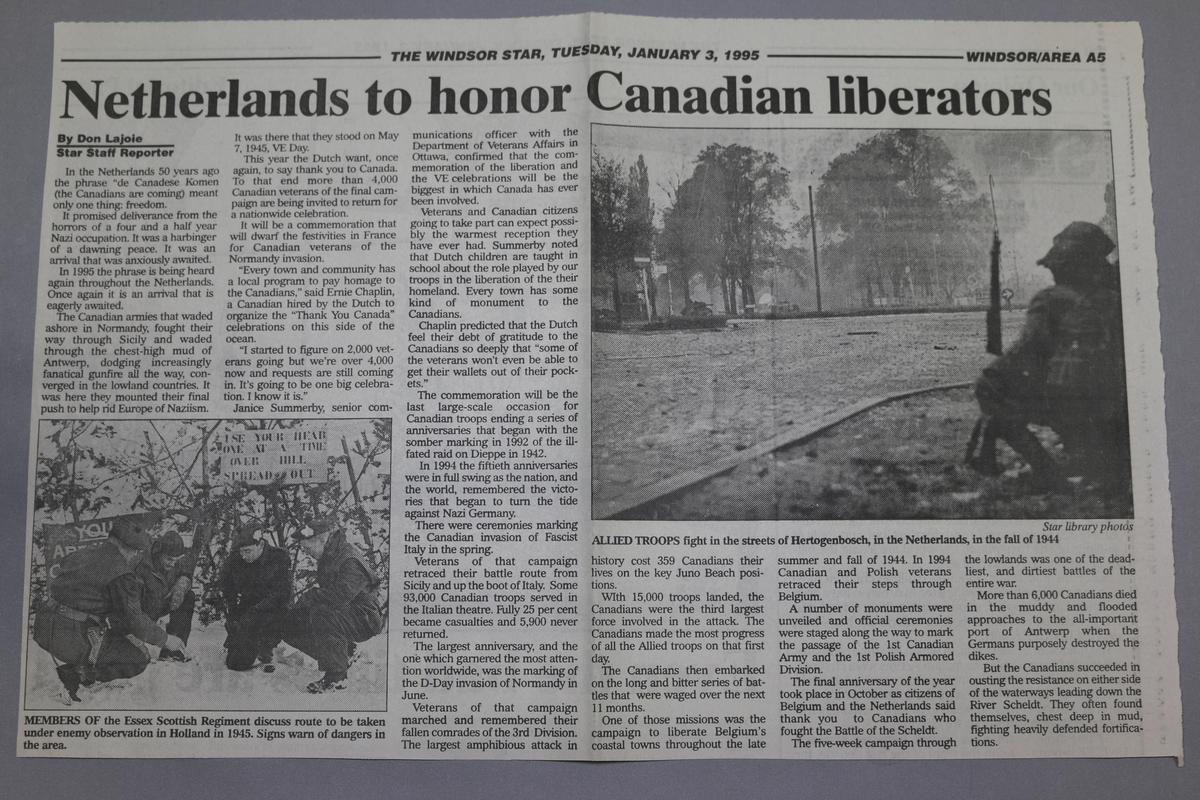 THE WINDSOR STAR, TUESDAY, JANUARY 3, 1995
WINDSOR/AREA A5
Netherlands to honor Canadian liberators
By Don Lajoie
Star Staff Reporter
In the Netherlands 50 years ago
the phrase "de Canadese Komen
(the Canadians are coming) meant
only one thing: freedom.
It promised deliverance from the
horrors of a four and a half year
Nazi occupation. It was a harbinger
of a dawning peace. It was an
arrival that was anxiously awaited.
In 1995 the phrase is being heard
again throughout the Netherlands.
Once again it is an arrival that is
eagerly awaited.
The Canadian armies that waded
ashore in Normandy, fought their
way through Sicily and waded
through the chest-high mud of
Antwerp, dodging increasingly
fanatical gunfire all the way, con-
verged in the lowland countries. It
was here they mounted their final
push to help rid Europe of Naziism.
It was there that they stood on May
7, 1945, VE Day.
This year the Dutch want, once
again, to say thank you to Canada.
To that end more than 4,000
Canadian veterans of the final cam-
paign are being invited to return for
a nationwide celebration.
It will be a commemoration that
will dwarf the festivities in France
for Canadian veterans of the
Normandy invasion.
"Every town and community has
a local program to pay homage to
the Canadians," said Ernie Chaplin,
a Canadian hired by the Dutch to
organize the "Thank You Canada"
celebrations on this side of the
ocean.
"I started to figure on 2,000 vet-
erans going but we're over 4,000
now and requests are still coming
in. It's going to be one big celebra-
tion. I know it is."
Janice Summerby, senior com-
munications officer with the
Department of Veterans Affairs in
Ottawa, confirmed that the com-
memoration of the liberation and
the VE celebrations will be the
biggest in which Canada has ever
been involved.
Veterans and Canadian citizens
going to take part can expect possi-
bly the warmest reception they
have ever had. Summerby noted
that Dutch children are taught in
school about the role played by our
troops in the liberation of the their
homeland. Every town has some
kind of monument to the
Canadians.
Chaplin predicted that the Dutch
feel their debt of gratitude to the
Canadians so deeply that "some of
the veterans won't even be able to
get their wallets out of their pock-
ets."
The commemoration will be the
last large-scale occasion for
Canadian troops ending a series of
anniversaries that began with the
somber marking in 1992 of the ill-
fated raid on Dieppe in 1942.
In 1994 the fiftieth anniversaries
were in full swing as the nation, and
the world, remembered the victo-
ries that began to turn the tide
against Nazi Germany.
There were ceremonies marking
the Canadian invasion of Fascist
Italy in the spring.
Veterans of that campaign
retraced their battle route from
Sicily and up the boot of Italy. Some
93,000 Canadian troops served in
the Italian theatre. Fully 25 per cent
became casualties and 5,900 never
returned.
The largest anniversary, and the
one which garnered the most atten-
tion worldwide, was the marking of
the D-Day invasion of Normandy in
June.
Veterans of that campaign
marched and remembered their
fallen comrades of the 3rd Division.
The largest amphibious attack in
USE YOUR HEAD
ONE AT A TIME
OVER HILL
SPREAD OUT
YOU
MEMBERS OF the Essex Scottish Regiment discuss route to be taken
under enemy observation in Holland in 1945. Signs warn of dangers in
the area.
Star library photos
ALLIED TROOPS fight in the streets of Hertogenbosch, in the Netherlands, in the fall of 1944
history cost 359 Canadians their
lives on the key Juno Beach posi-
tions.
WIth 15,000 troops landed, the
Canadians were the third largest
force involved in the attack. The
Canadians made the most progress
of all the Allied troops on that first
day.
The Canadians then embarked
on the long and bitter series of bat-
tles that were waged over the next
11 months.
One of those missions was the
campaign to liberate Belgium's
coastal towns throughout the late
summer and fall of 1944. In 1994
Canadian and Polish veterans
retraced their steps through
Belgium.
A number of monuments were
unveiled and official ceremonies
were staged along the way to mark
the passage of the 1st Canadian
Army and the 1st Polish Armored
Division.
The final anniversary of the year
took place in October as citizens of
Belgium and the Netherlands said
thank you to Canadians who
fought the Battle of the Scheldt.
The five-week campaign through
the lowlands was one of the dead-
liest, and dirtiest battles of the
entire war.
More than 6,000 Canadians died
in the muddy and flooded
approaches to the all-important
port of Antwerp when the
Germans purposely destroyed the
dikes.
But the Canadians succeeded in
ousting the resistance on either side
of the waterways leading down the
River Scheldt. They often found
themselves, chest deep in mud,
fighting heavily defended fortifica-
tions.